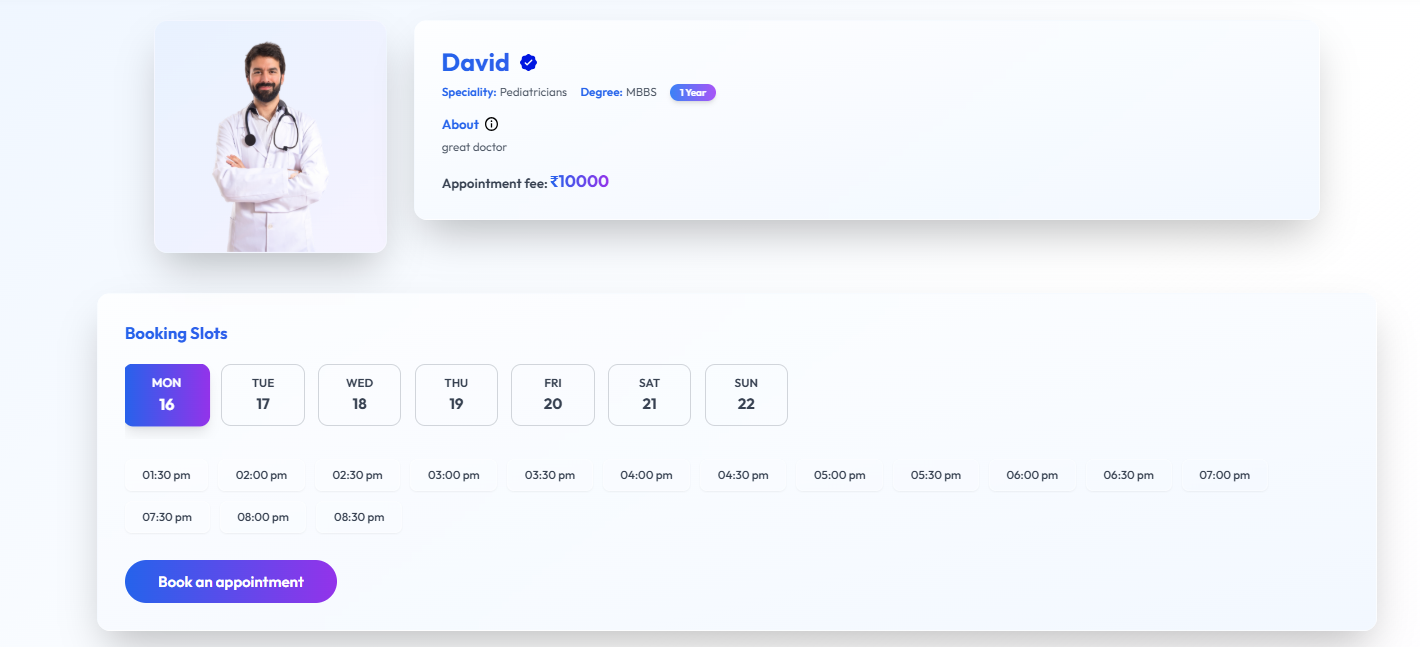 David
Speciality: Pediatricians Degree: MBBS 1 Year
About
great doctor
Appointment fee: ₹10000
Booking Slots
MON TUE WED THU FRI SAT SUN
16 17 18 19 20 21 22
01:30 pm 02:00 pm 02:30 pm 03:00 pm 03:30 pm 04:00 pm 04:30 pm 05:00 pm 05:30 pm 06:00 pm 06:30 pm 07:00 pm
07:30 pm 08:00 pm 08:30 pm
Book an appointment